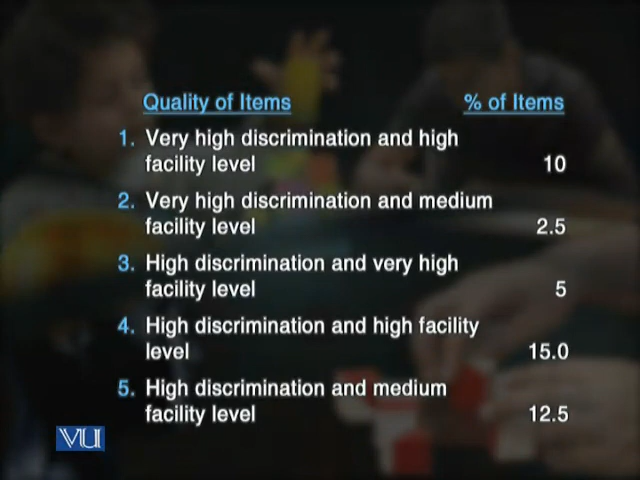 Quality of Items % of Items
1. Very high discrimination and high
facility level 10
2. Very high discrimination and medium
facility level 2.5
3. High discrimination and very high
facility level 5
4. High discrimination and high facility
level 15.0
5. High discrimination and medium
facility level 12.5
VU